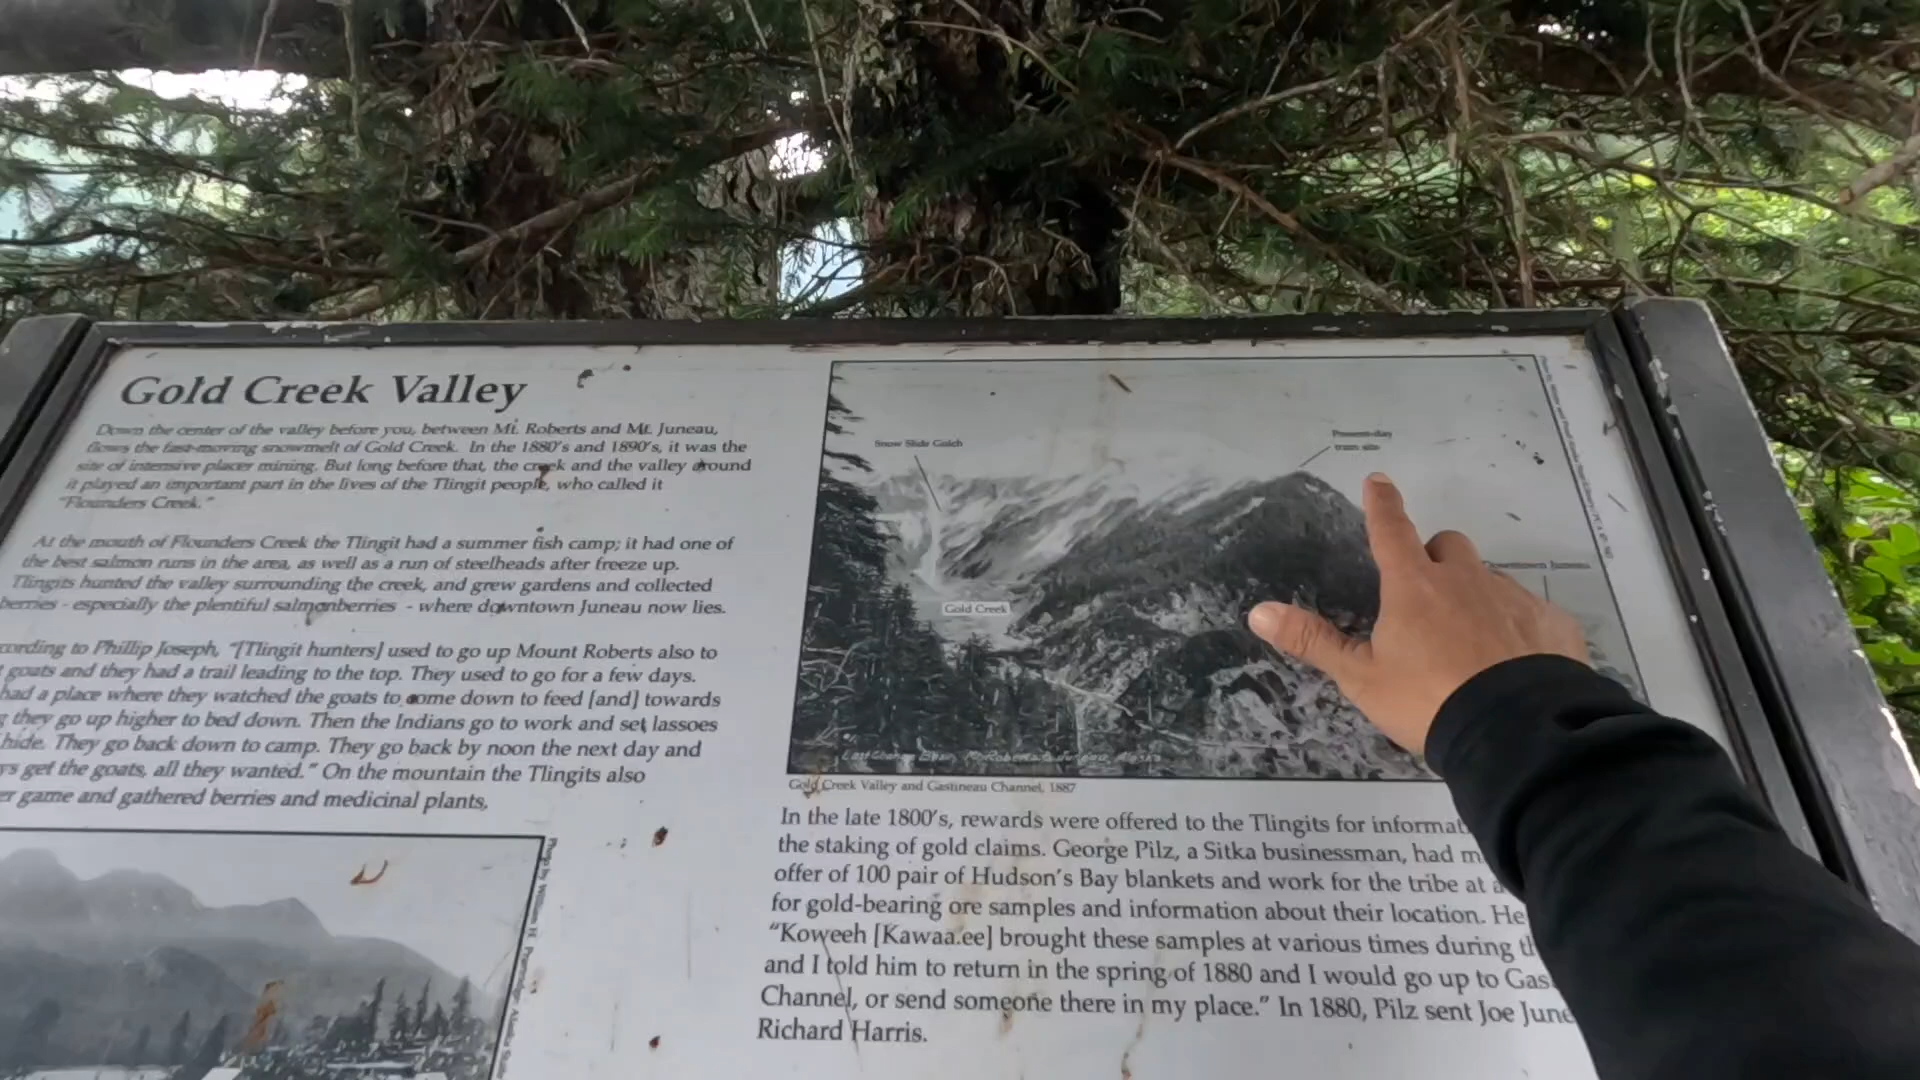 Gold Creek Valley
Down the center of the valley before you, between Mt. Roberts and Mt. Juneau,
flows the fast-moving snowmelt of Gold Creek. In the 1880's and 1890's, it was the
site of intensive placer mining. But long before that, the creek and the valley around
it played an important part in the lives of the Tlingit people, who called it
"Flounders Creek."
At the mouth of Flounders Creek the Tlingit had a summer fish camp; it had one of
the best salmon runs in the area, as well as a run of steelheads after freeze up.
Tlingits hunted the valley surrounding the creek, and grew gardens and collected
berries - especially the plentiful salmonberries - where downtown Juneau now lies.
cording to Phillip Joseph, "[Tlingit hunters] used to go up Mount Roberts also to
goats and they had a trail leading to the top. They used to go for a few days.
had a place where they watched the goats to come down to feed [and] towards
they go up higher to bed down. Then the Indians go to work and set lassoes
hide. They go back down to camp. They go back by noon the next day and
ys get the goats, all they wanted." On the mountain the Tlingits also
er game and gathered berries and medicinal plants,
Snow Slide Gulch
Present-day
tram site
Downtown Juneau
Gold Creek
Gold Creek Valley and Gastineau Channel, 1887
In the late 1800's, rewards were offered to the Tlingits for informat
the staking of gold claims. George Pilz, a Sitka businessman, had m
offer of 100 pair of Hudson's Bay blankets and work for the tribe at a
for gold-bearing ore samples and information about their location. He
"Koweeh [Kawaa.ee] brought these samples at various times during th
and I told him to return in the spring of 1880 and I would go up to Gas
Channel, or send someone there in my place." In 1880, Pilz sent Joe June
Richard Harris.